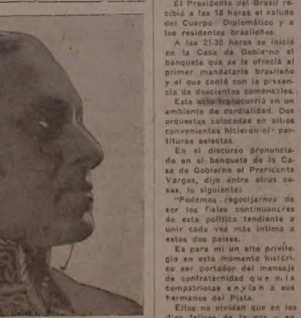 El Presidente del Brasil re-
cibió a las 18 horas el saludo
del Cuerpo Diplomático y a
los residentes brasileños.
A las 21.30 horas se inició
en la Casa de Gobierno el
banquete que se le ofrecía al
primer mandatario brasileño
y el que contó con la presen-
cia de doscientos comensales.
Este acto transcurrió en un
ambiente de cordialidad. Dos
orquestas colocadas en sitios
convenientes hicieron oir par-
tituras selectas.
En el discurso pronuncia-
do en el banquete de la Ca-
sa de Gobierno el Presidente
Vargas, dijo entre otras co-
sas, lo siguiente:
"Podemos regocijarnos de
ser los fieles continuadores
de esta política tendiente a
unir cada vez más íntima a
estos dos países.
Es para mi un alto privile-
gio en este momento históri-
co ser portador del mensaje
de confraternidad que mis
compatriotas envían a sus
hermanos del Plata.
Ellos no olvidan que en los